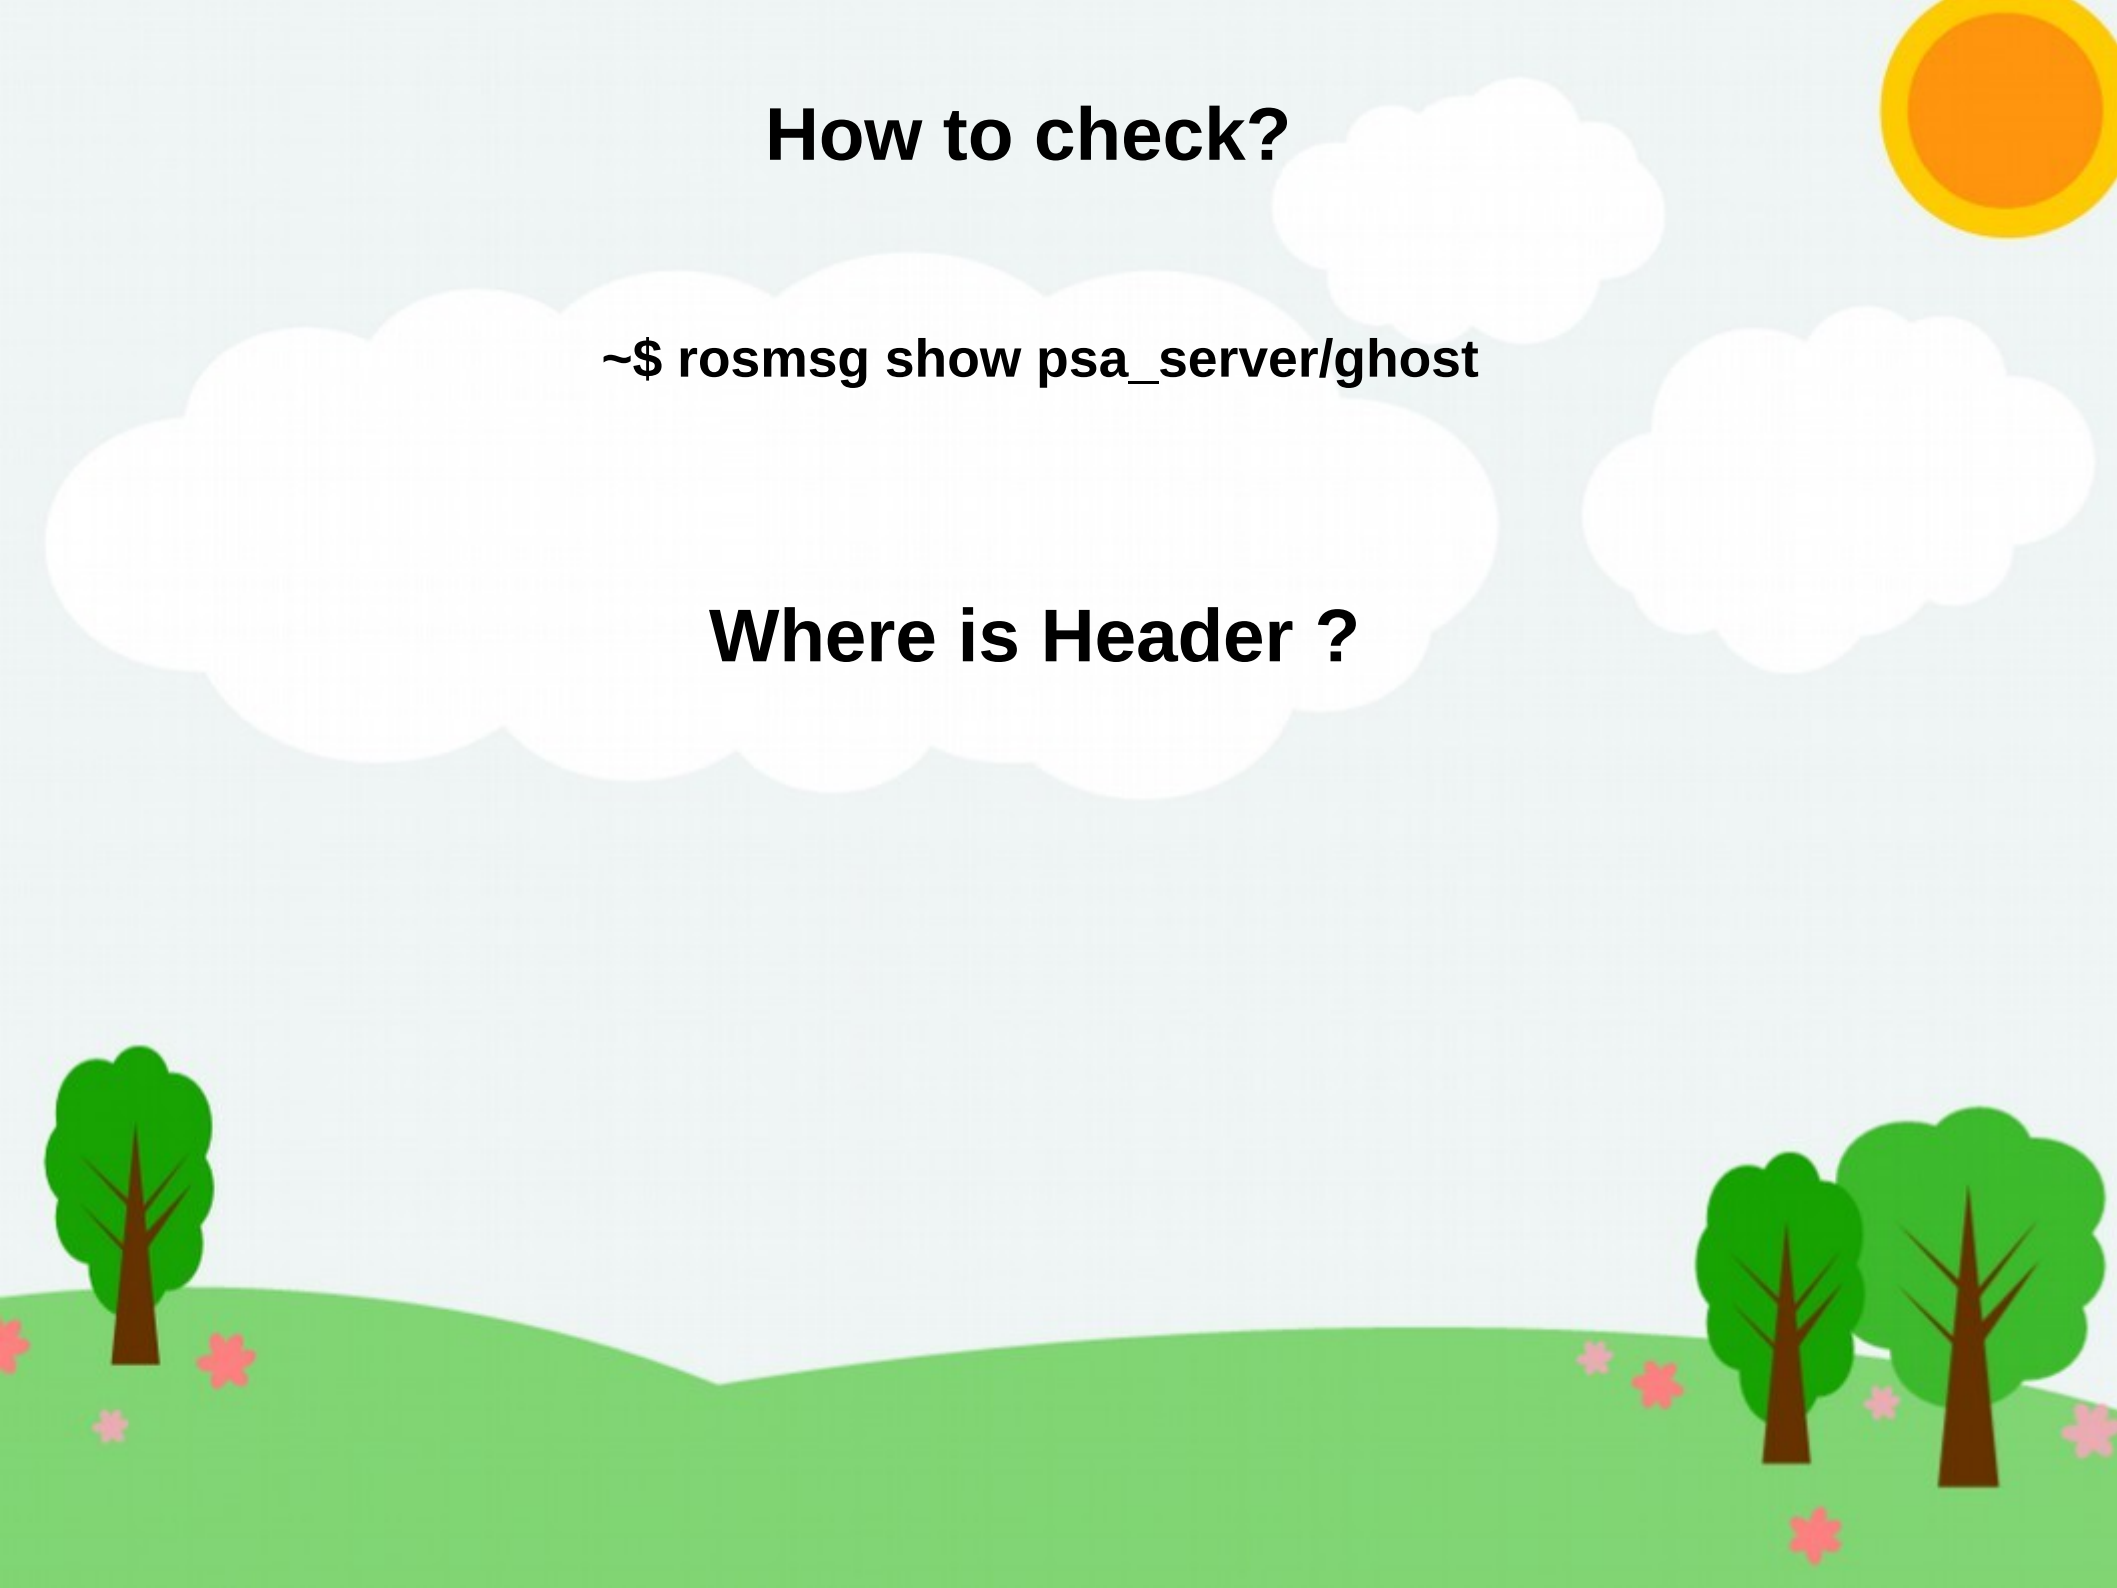 How to check?
~$ rosmsg show psa_server/ghost
Where is Header ?